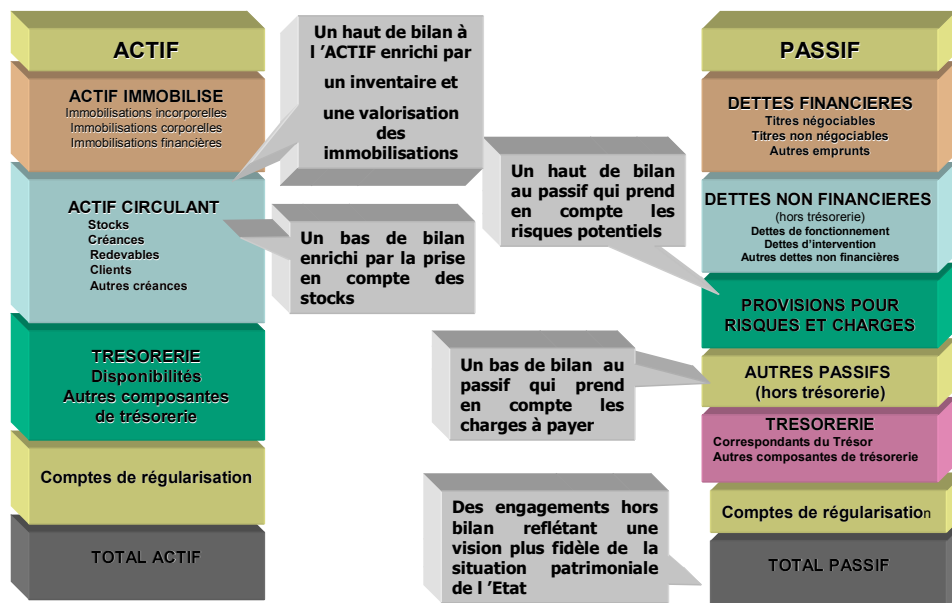 ACTIF
ACTIF IMMOBILISE
Immobilisations incorporelles
Immobilisations corporelles
Immobilisations financières
ACTIF CIRCULANT
Stocks
Créances
Redevables
Clients
Autres créances
TRESORERIE
Disponibilités
Autres composantes
de trésorerie
Comptes de régularisation
TOTAL ACTIF
Un haut de bilan à
l ’ACTIF enrichi par
un inventaire et
une valorisation
des
immobilisations
Un bas de bilan
enrichi par la prise
en compte des
stocks
Un haut de bilan
au passif qui prend
en compte les
risques potentiels
Un bas de bilan au
passif qui prend
en compte les
charges à payer
Des engagements hors
bilan reflétant une
vision plus fidèle de la
situation patrimoniale
de l ’Etat
PASSIF
DETTES FINANCIERES
Titres négociables
Titres non négociables
Autres emprunts
DETTES NON FINANCIERES
(hors trésorerie)
Dettes de fonctionnement
Dettes d’intervention
Autres dettes non financières
PROVISIONS POUR
RISQUES ET CHARGES
AUTRES PASSIFS
(hors trésorerie)
TRESORERIE
Correspondants du Trésor
Autres composantes de trésorerie
Comptes de régularisation
TOTAL PASSIF